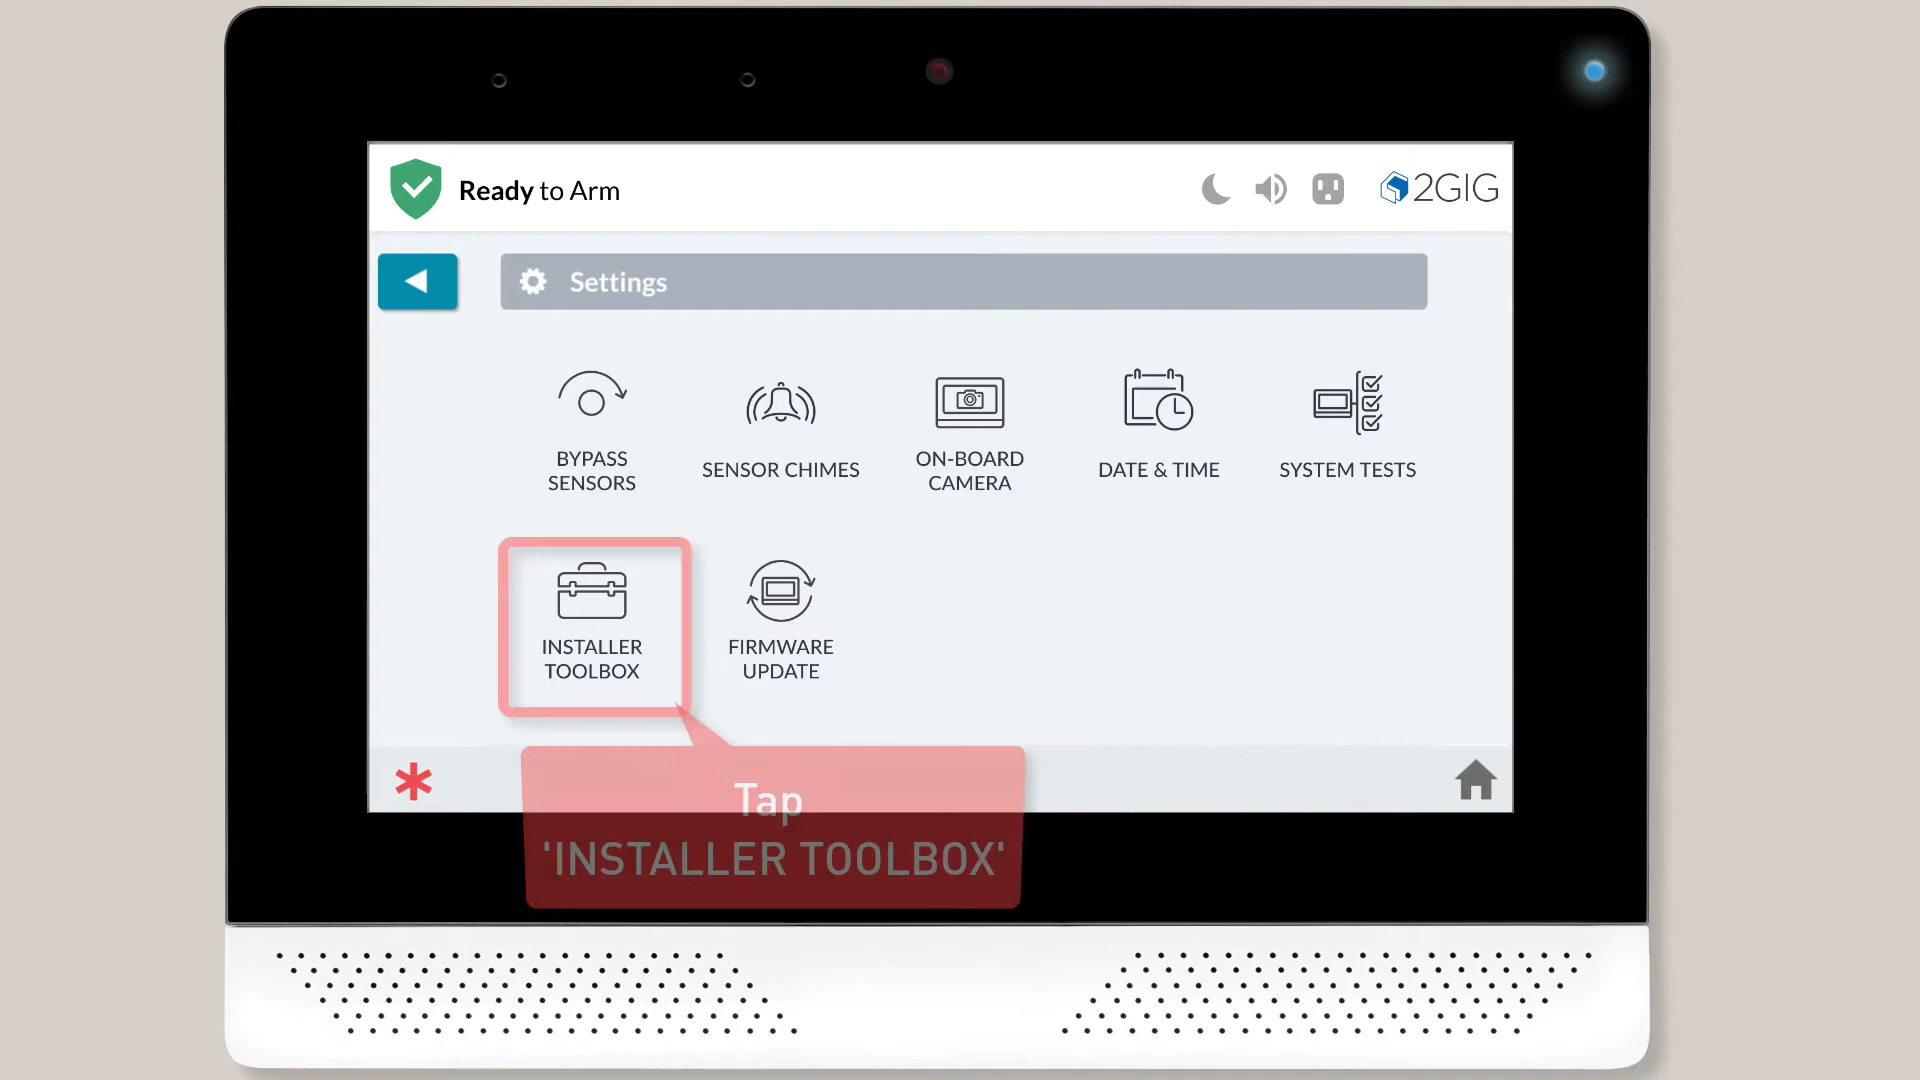 Ready to Arm
2GIG
Settings
BYPASS
SENSORS
SENSOR CHIMES
ON-BOARD
CAMERA
DATE & TIME
SYSTEM TESTS
INSTALLER
TOOLBOX
FIRMWARE
UPDATE
Tap
'INSTALLER TOOLBOX'